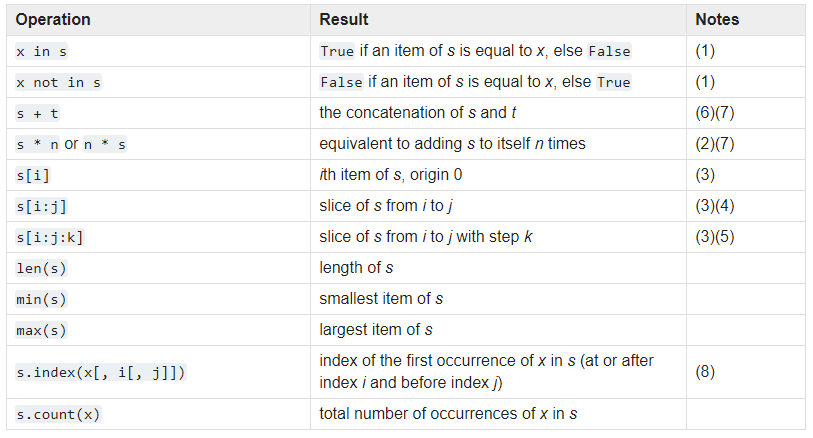 Operation Result Notes
x in s True if an item of s is equal to x, else False (1)
x not in s False if an item of s is equal to x, else True (1)
s + t the concatenation of s and t (6)(7)
s * n or n * s equivalent to adding s to itself n times (2)(7)
s[i] ith item of s, origin 0 (3)
s[i:j] slice of s from i to j (3)(4)
s[i:j:k] slice of s from i to j with step k (3)(5)
len(s) length of s
min(s) smallest item of s
max(s) largest item of s
s.index(x[, i[, j]]) index of the first occurrence of x in s (at or after
index i and before index j) (8)
s.count(x) total number of occurrences of x in s